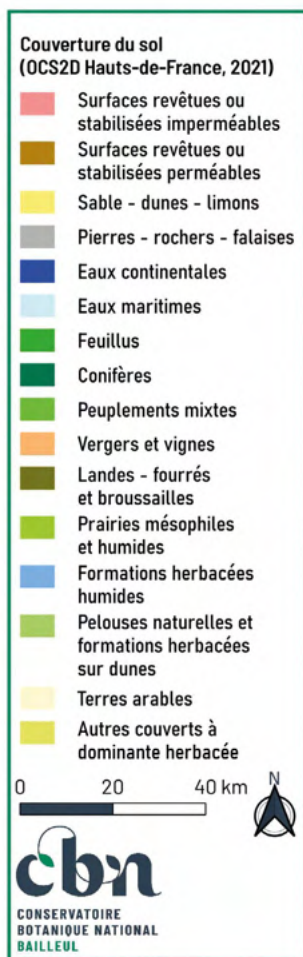 Couverture du sol
(OCS2D Hauts-de-France, 2021)
Surfaces revêtues ou
stabilisées imperméables
Surfaces revêtues ou
stabilisées perméables
Sable - dunes - limons
Pierres - rochers - falaises
Eaux continentales
Eaux maritimes
Feuillus
Conifères
Peuplements mixtes
Vergers et vignes
Landes - fourrés
et broussailles
Prairies mésophiles
et humides
Formations herbacées
humides
Pelouses naturelles et
formations herbacées
sur dunes
Terres arables
Autres couverts à
dominante herbacée
0 20 40 km N
cbn
CONSERVATOIRE
BOTANIQUE NATIONAL
BAILLEUL